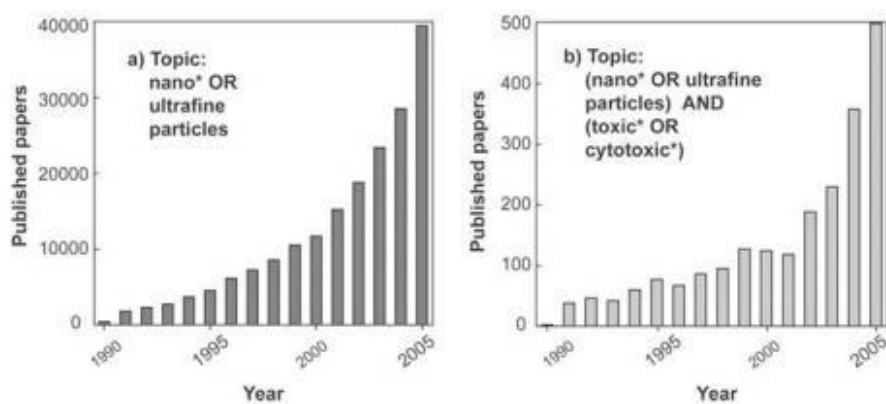 a) Topic:
nano* OR
ultrafine
particles
Published papers
40000
30000
20000
10000
0
1990
1995
2000
2005
Year
b) Topic:
(nano* OR ultrafine
particles) AND
(toxic* OR
cytotoxic*)
Published papers
500
400
300
200
100
0
1990
1995
2000
2005
Year